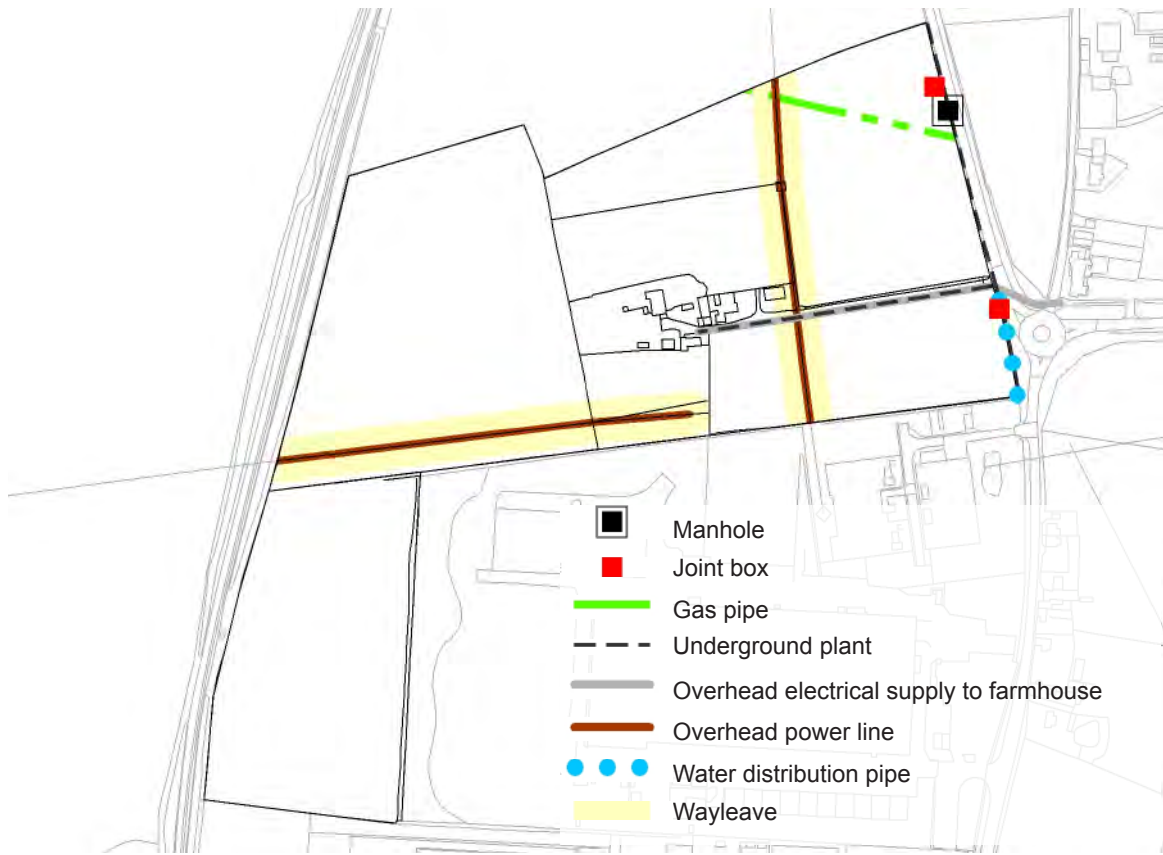 Manhole
Joint box
Gas pipe
Underground plant
Overhead electrical supply to farmhouse
Overhead power line
Water distribution pipe
Wayleave